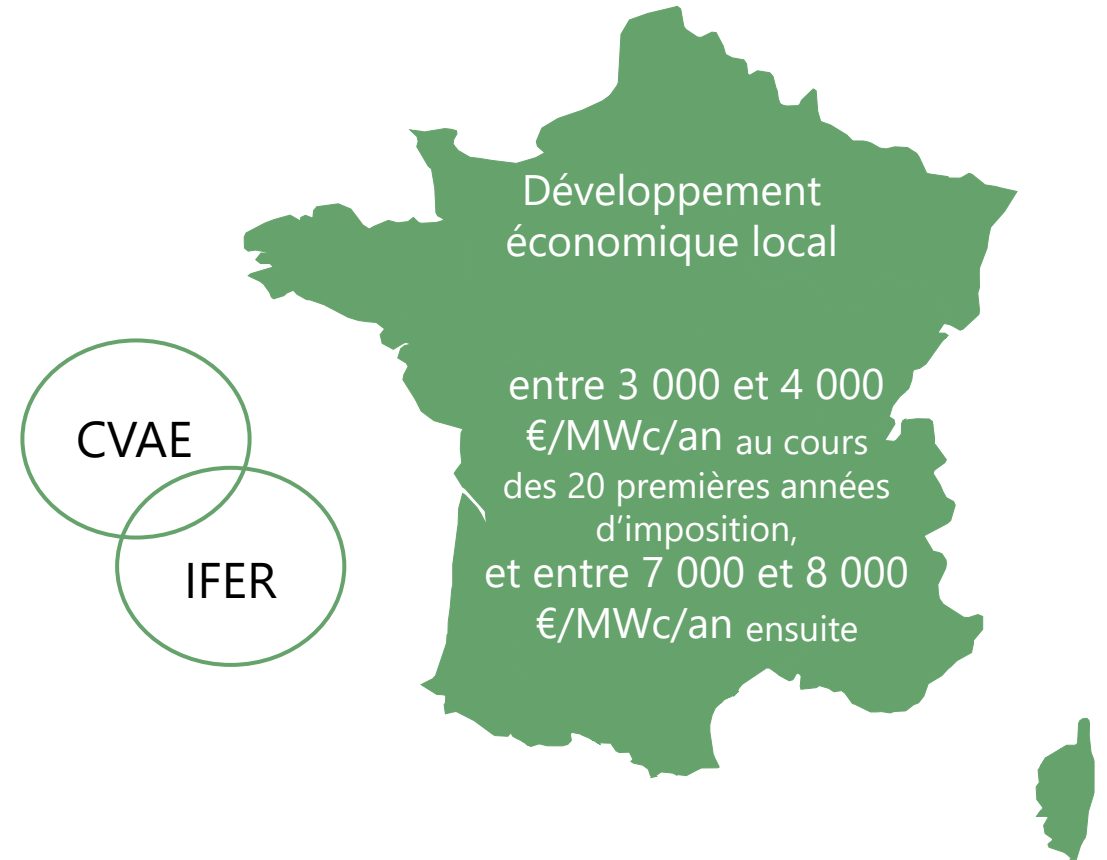 Développement
économique local
entre 3 000 et 4 000
€/MWc/an au cours
des 20 premières années
d’imposition,
et entre 7 000 et 8 000
€/MWc/an ensuite
CVAE
IFER